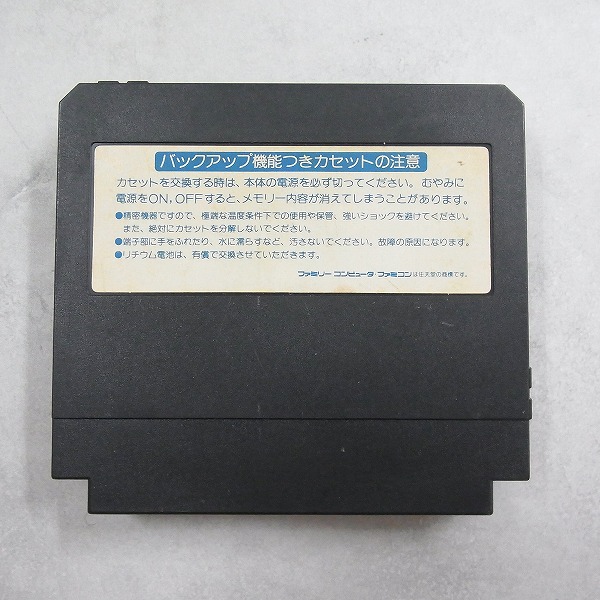 バックアップ機能つきカセットの注意
カセットを交換する時は、本体の電源を必ず切ってください。むやみに
電源をON, OFFすると、メモリー内容が消えてしまうことがあります。
●精密機器ですので、極端な温度条件下での使用や保管、強いショックを避けてください。
また、絶対にカセットを分解しないでください。
●端子部に手をふれたり、水に濡らすなど、汚さないでください。故障の原因になります。
●リチウム電池は、有償で交換させていただきます。
ファミリーコンピュータ・ファミコンは任天堂の商標です。